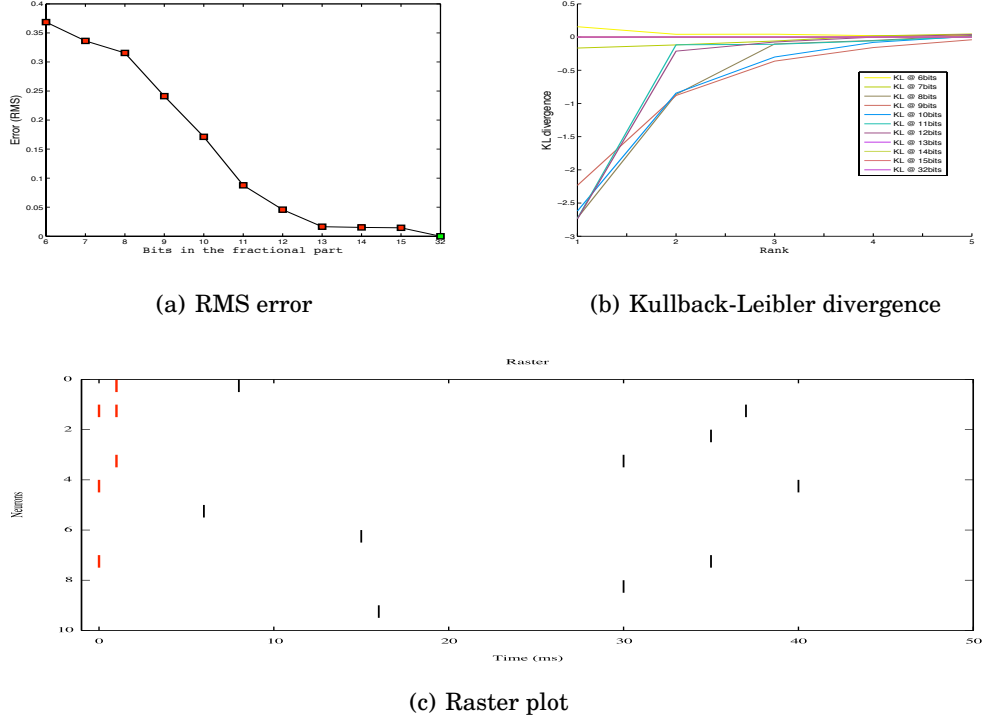 0.4
0.35
0.3
0.25
0.2
0.15
0.1
0.05
0
Error (RMS)
6 7 8 9 10 11 12 13 14 15 32
Bits in the fractional part
(a) RMS error
0.5
0
−0.5
−1
−1.5
−2
−2.5
−3
KL divergence
1 2 3 4 5
Rank
KL @ 6bits
KL @ 7bits
KL @ 8bits
KL @ 9bits
KL @ 10bits
KL @ 11bits
KL @ 12bits
KL @ 13bits
KL @ 14bits
KL @ 15bits
KL @ 32bits
(b) Kullback-Leibler divergence
Raster
0
2
4
6
8
10
Neurons
0 10 20 30 40 50
Time (ms)
(c) Raster plot